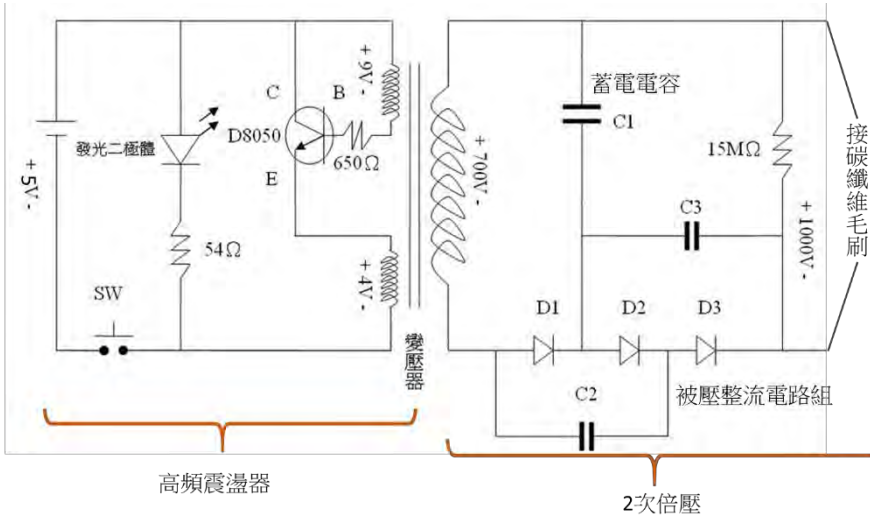 + 5V -
SW
發光二極體
54Ω
C
B
D8050
E
650Ω
+ 9V -
+ 4V -
變壓器
+ 700V -
蓄電電容
C1
15MΩ
C3
+ 1000V -
接碳纖維毛刷
D1
D2
D3
C2
被壓整流電路組
高頻震盪器
2次倍壓